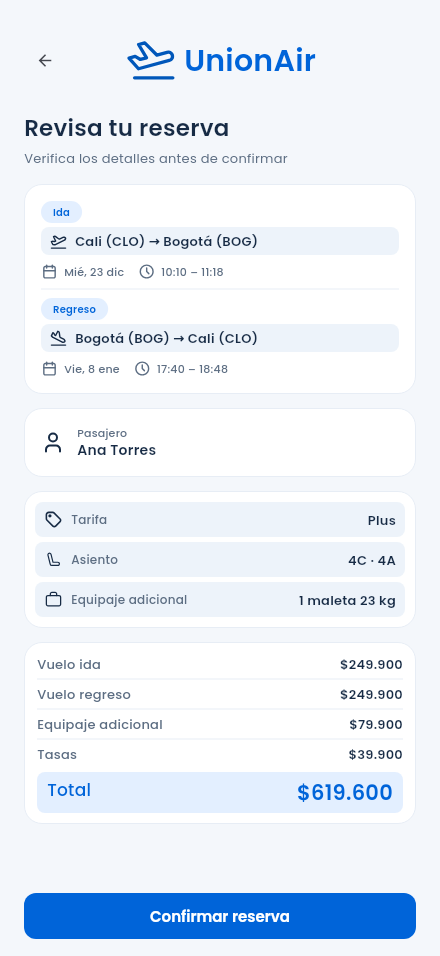 UnionAir
Revisa tu reserva
Verifica los detalles antes de confirmar
Ida
Cali (CLO) → Bogotá (BOG)
Mié, 23 dic 10:10 – 11:18
Regreso
Bogotá (BOG) → Cali (CLO)
Vie, 8 ene 17:40 – 18:48
Pasajero
Ana Torres
Tarifa Plus
Asiento 4C · 4A
Equipaje adicional 1 maleta 23 kg
Vuelo ida $249.900
Vuelo regreso $249.900
Equipaje adicional $79.900
Tasas $39.900
Total $619.600
Confirmar reserva